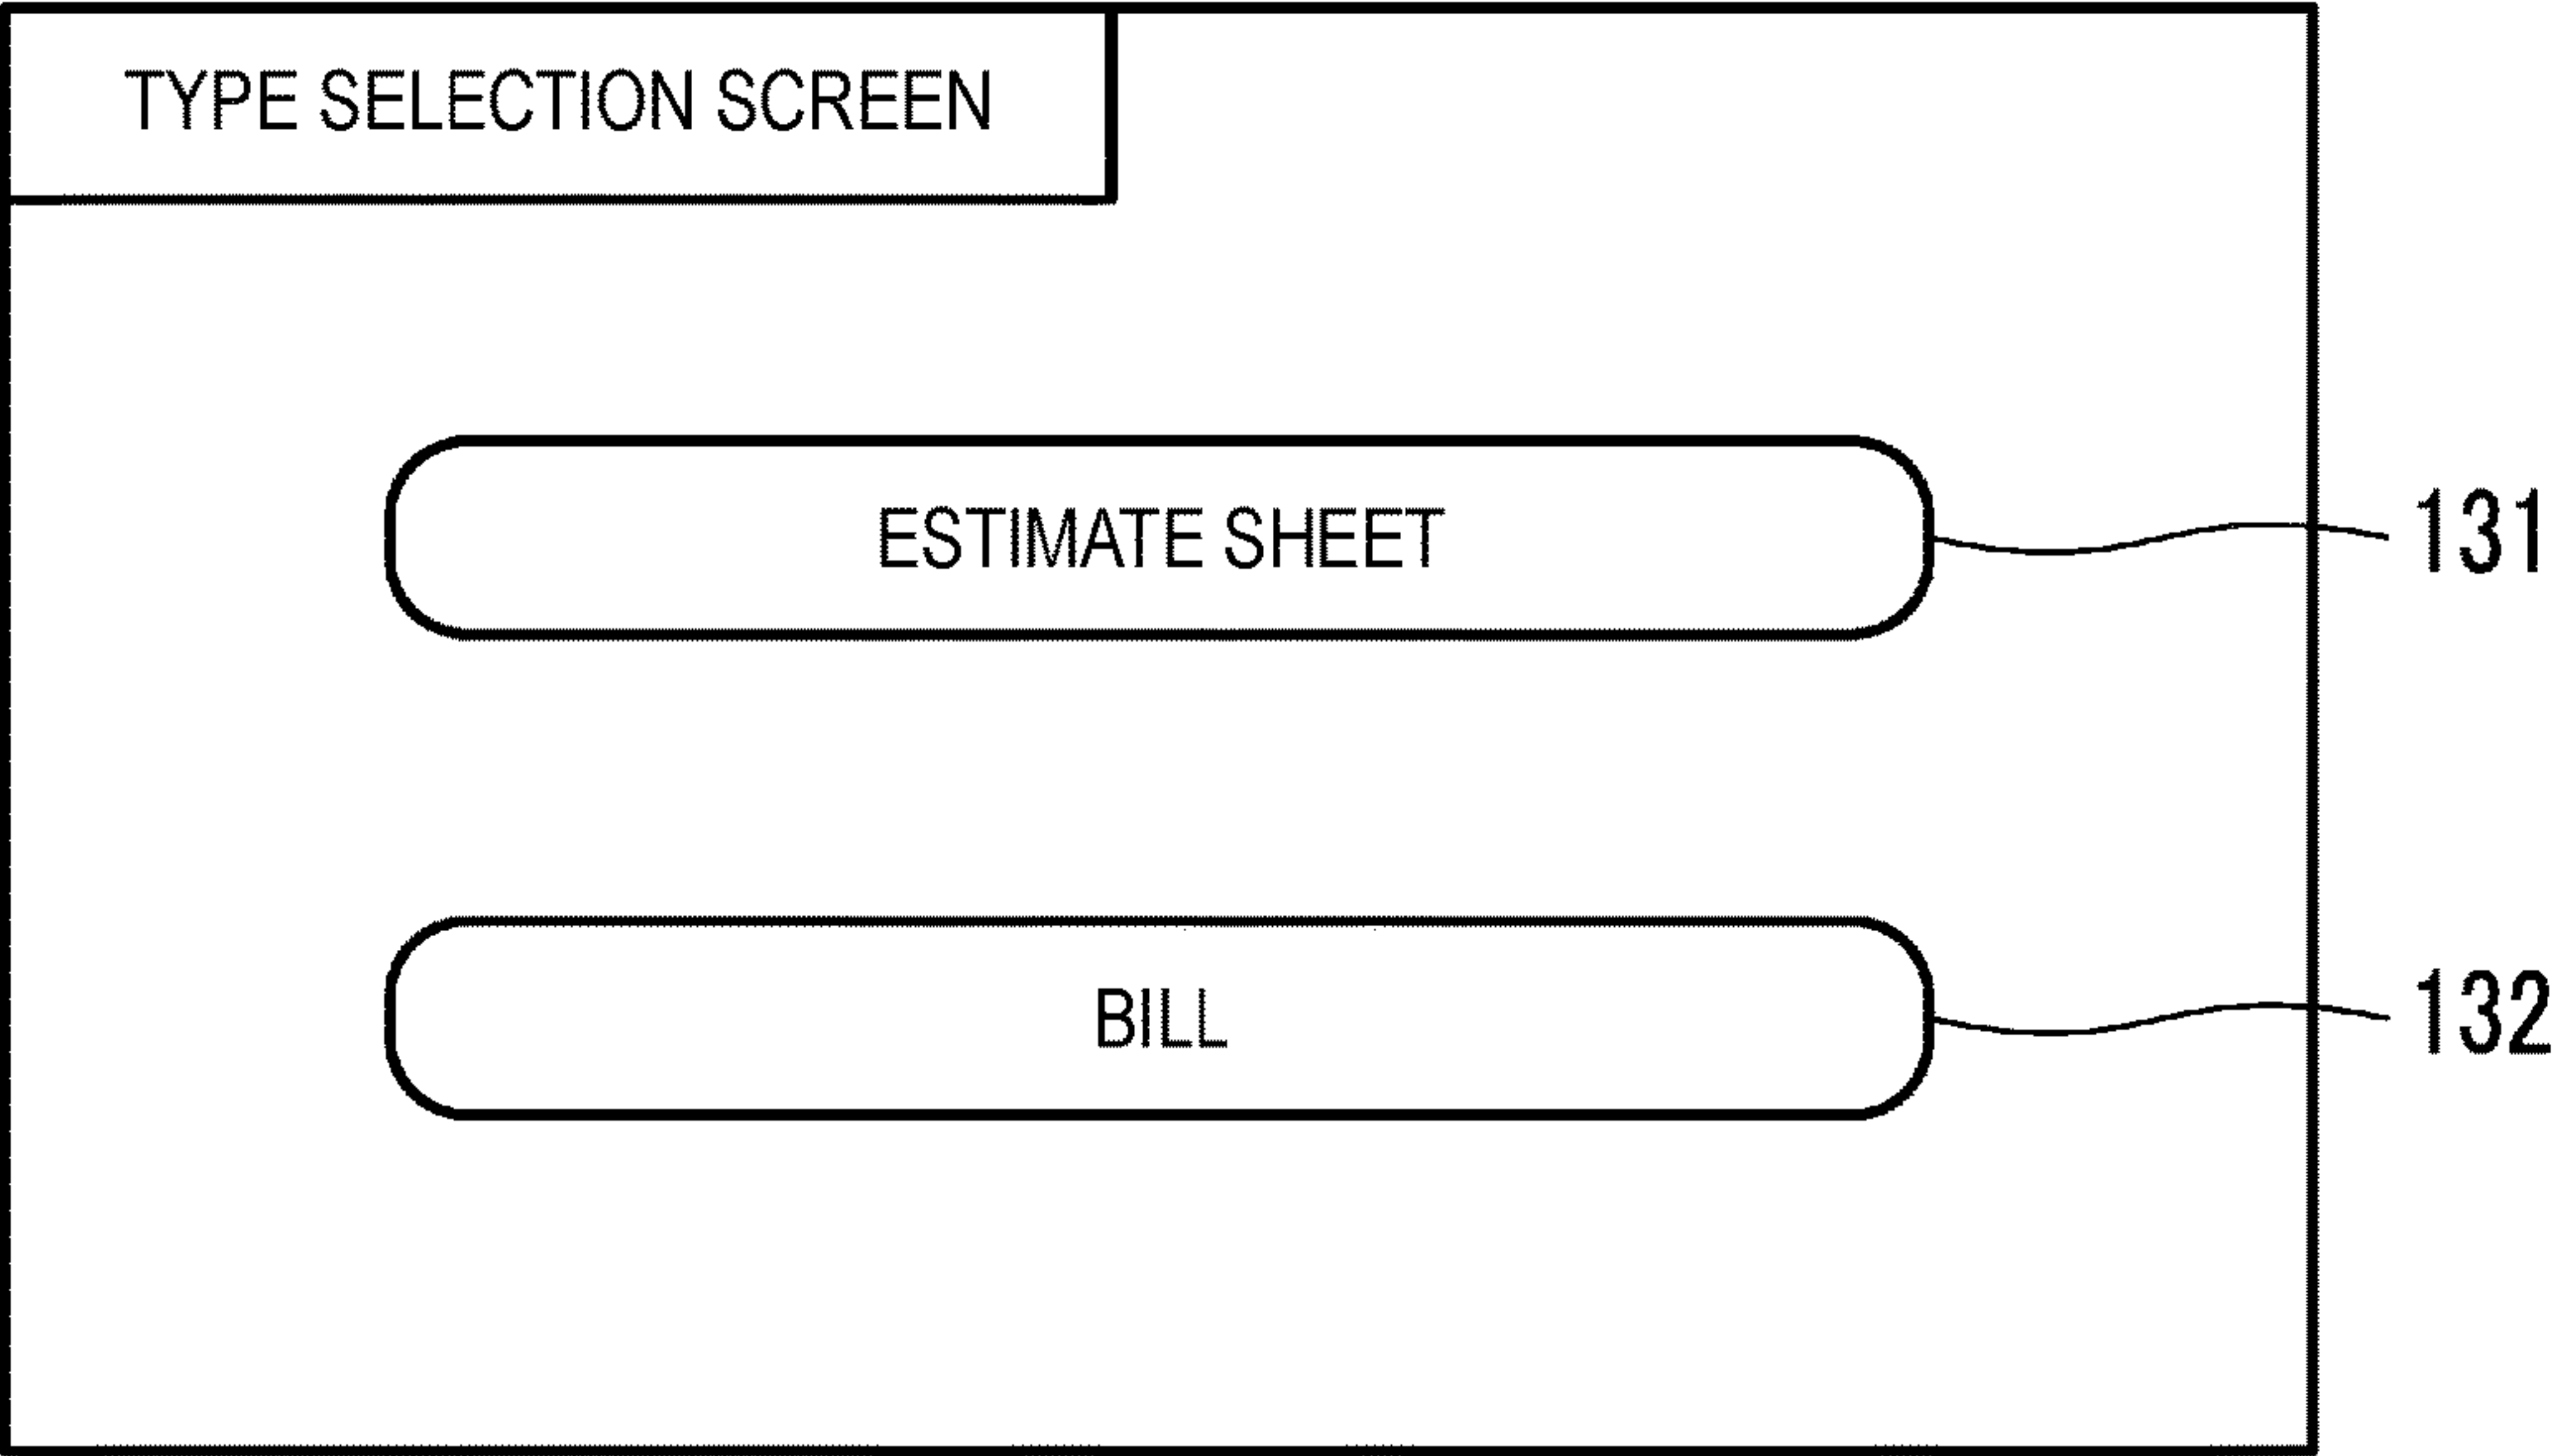 TYPE SELECTION SCREEN
ESTIMATE SHEET
131
BILL
132